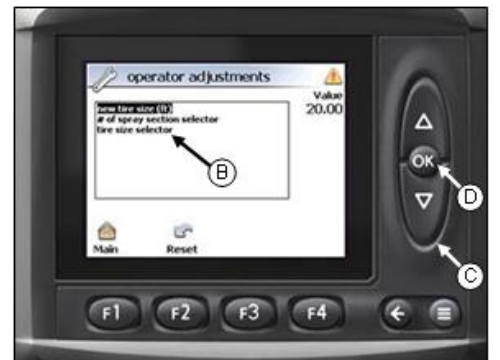 operator adjustments
Value
new tire size (ft) 20.00
# of spray section selector
tire size selector
B
OK
D
C
Main Reset
F1 F2 F3 F4